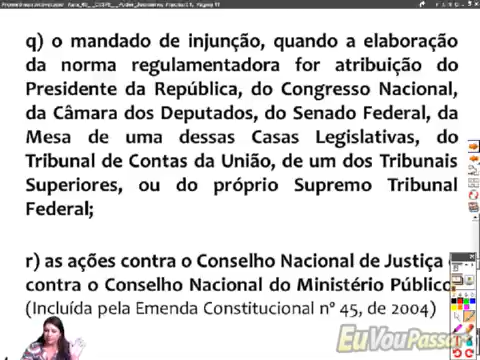 q) o mandado de injunção, quando a elaboração
da norma regulamentadora for atribuição do
Presidente da República, do Congresso Nacional,
da Câmara dos Deputados, do Senado Federal, da
Mesa de uma dessas Casas Legislativas, do
Tribunal de Contas da União, de um dos Tribunais
Superiores, ou do próprio Supremo Tribunal
Federal;
r) as ações contra o Conselho Nacional de Justiça
contra o Conselho Nacional do Ministério Público.
(Incluída pela Emenda Constitucional nº 45, de 2004)
EuVouPassar